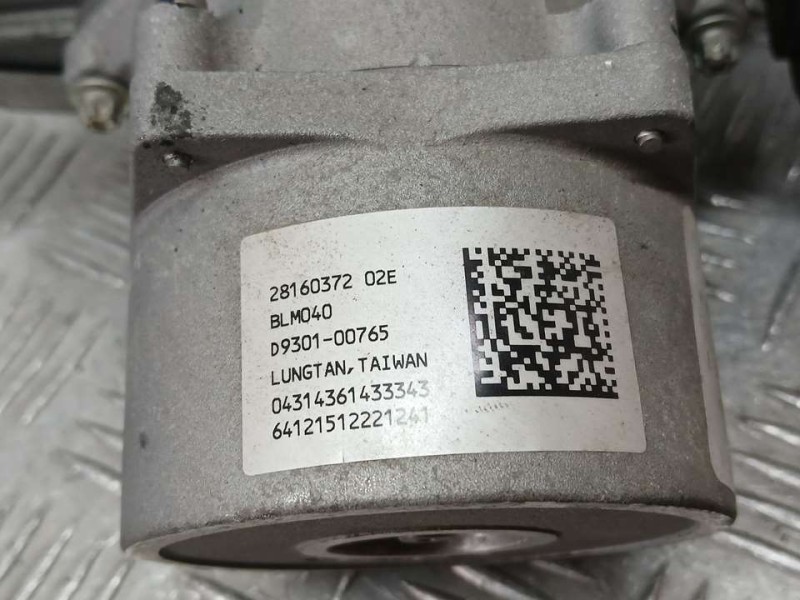 28160372 02E
BLM040
D9301-00765
LUNGTAN, TAIWAN
04314361433343
64121512221241